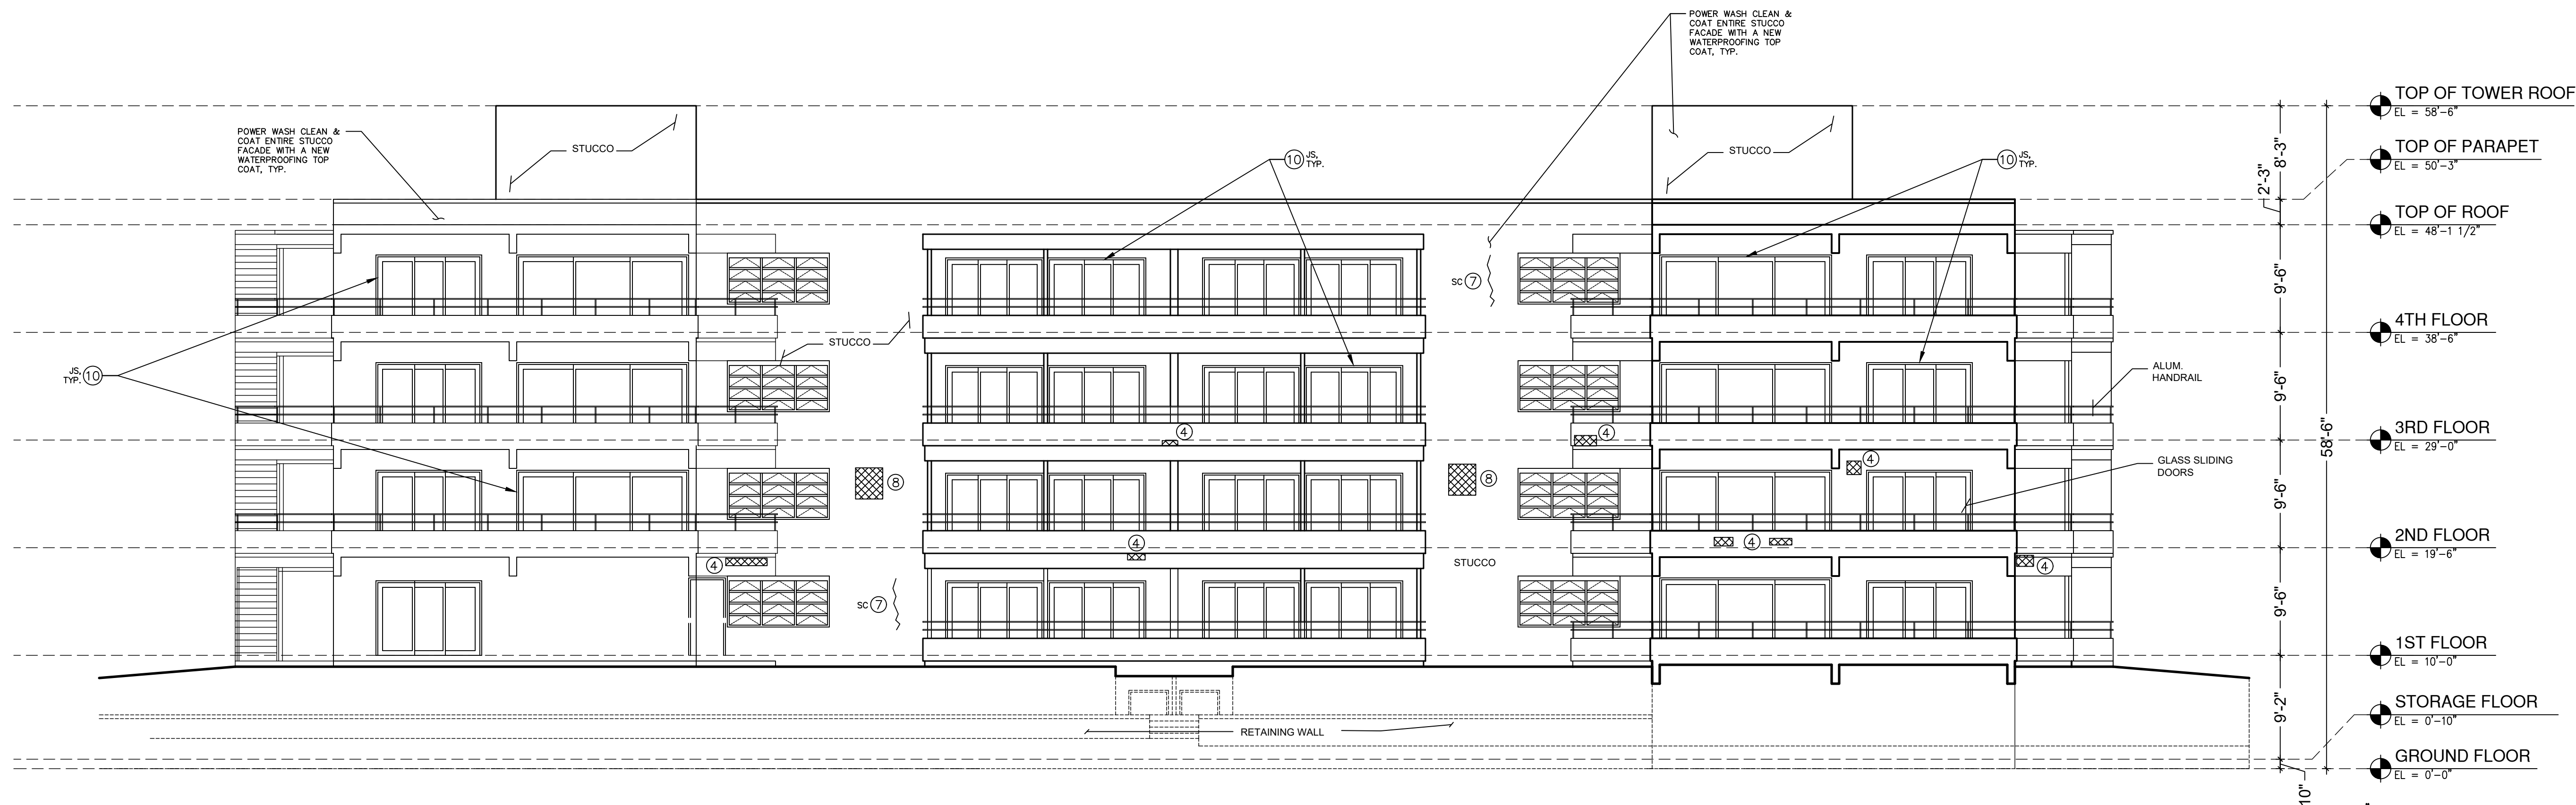 POWER WASH CLEAN &
COAT ENTIRE STUCCO
FACADE WITH A NEW
WATERPROOFING TOP
COAT, TYP.
POWER WASH CLEAN &
COAT ENTIRE STUCCO
FACADE WITH A NEW
WATERPROOFING TOP
COAT, TYP.
STUCCO
10 JS,
TYP.
STUCCO
10 JS,
TYP.
SC 7
STUCCO
JS,
TYP. 10
4
4
4
8
8
4
4
4
4
SC 7
STUCCO
ALUM.
HANDRAIL
GLASS SLIDING
DOORS
RETAINING WALL
TOP OF TOWER ROOF
EL = 58'-6"
TOP OF PARAPET
EL = 50'-3"
TOP OF ROOF
EL = 48'-1 1/2"
4TH FLOOR
EL = 38'-6"
3RD FLOOR
EL = 29'-0"
2ND FLOOR
EL = 19'-6"
1ST FLOOR
EL = 10'-0"
STORAGE FLOOR
EL = 0'-10"
GROUND FLOOR
EL = 0'-0"
8'-3"
2'-3"
9'-6"
9'-6"
9'-6"
9'-6"
9'-2"
10"
58'-6"